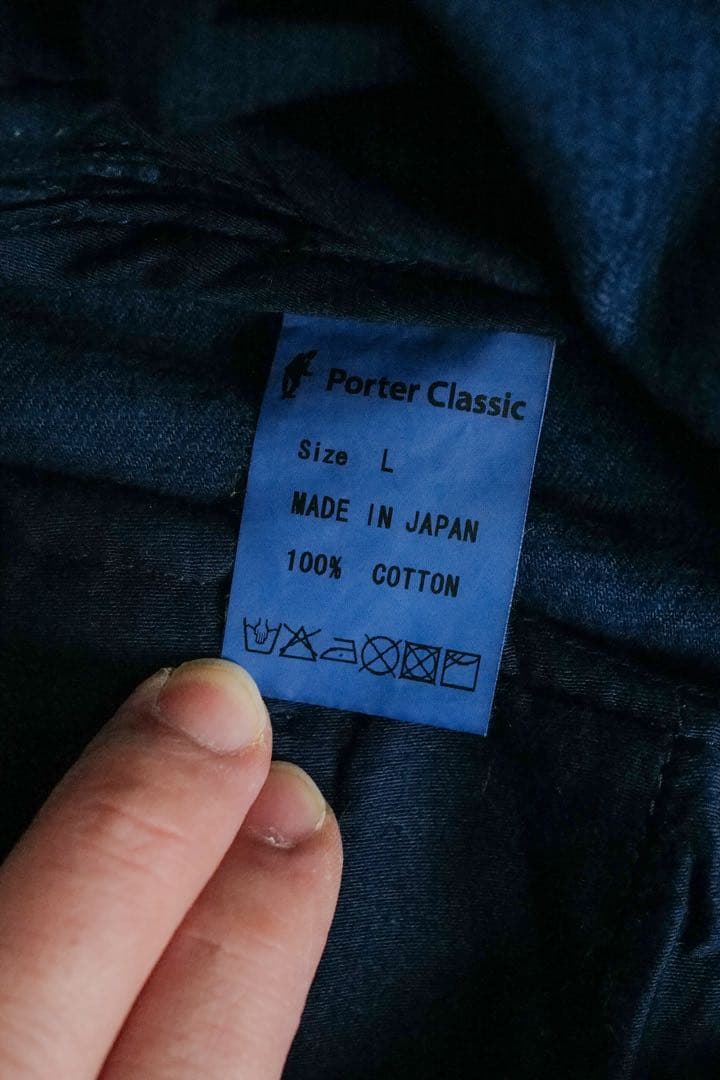 Porter Classic
Size L
MADE IN JAPAN
100% COTTON